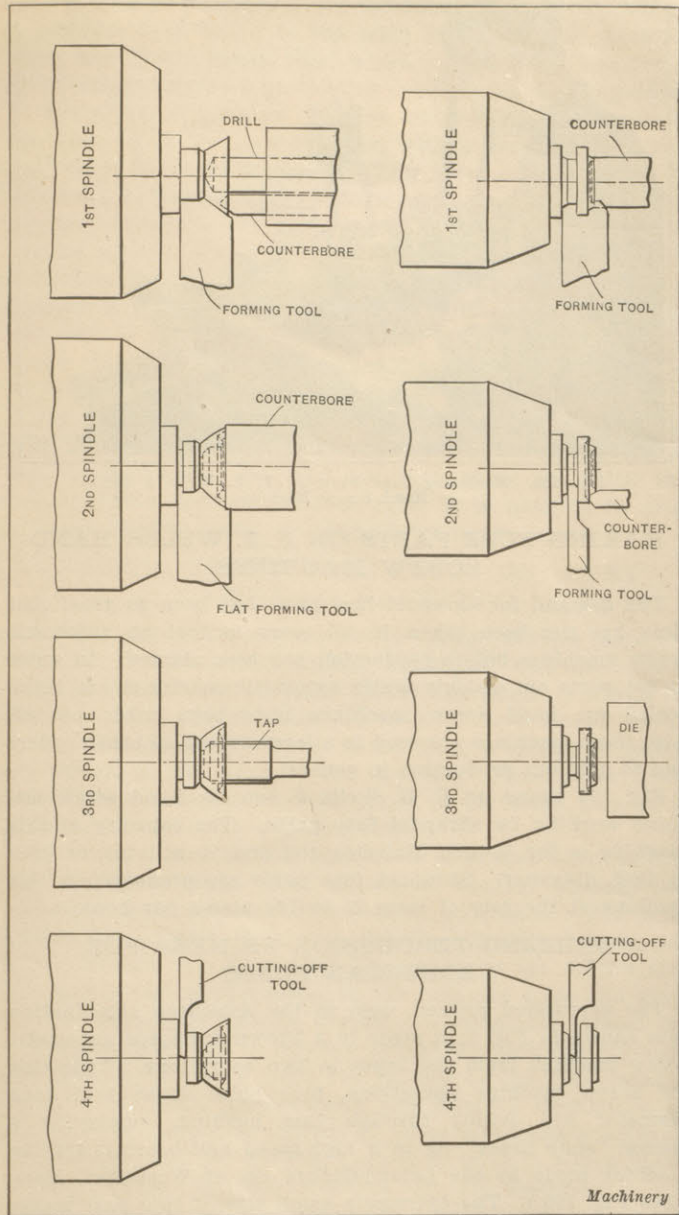 DRILL
1ST SPINDLE
COUNTERBORE
FORMING TOOL
COUNTERBORE
1ST SPINDLE
FORMING TOOL
COUNTERBORE
2ND SPINDLE
FLAT FORMING TOOL
2ND SPINDLE
COUNTER-
BORE
FORMING TOOL
TAP
3RD SPINDLE
DIE
3RD SPINDLE
CUTTING-OFF
TOOL
4TH SPINDLE
CUTTING-OFF
TOOL
4TH SPINDLE
Machinery